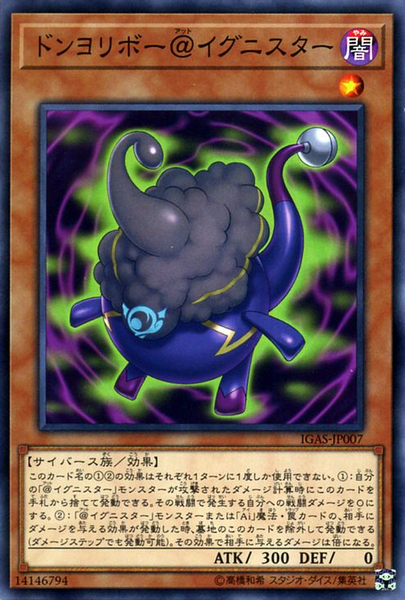 ドンヨリボー@イグニスター
アット
闇
やみ
IGAS-JP007
【サイバース族/効果】
このカード名の①②の効果はそれぞれ1ターンに1度しか使用できない。①:自分
の「@イグニスター」モンスターが攻撃されたダメージ計算時にこのカードを
手札から捨てて発動できる。その戦闘で発生する自分への戦闘ダメージを0に
する。②:「@イグニスター」モンスターまたは「Ai」魔法・罠カードの、相手に
ダメージを与える効果が発動した時、墓地のこのカードを除外して発動できる
(ダメージステップでも発動可能)。その効果で相手に与えるダメージは倍になる。
ATK/ 300 DEF/ 0
14146794
©高橋和希 スタジオ・ダイス/集英社